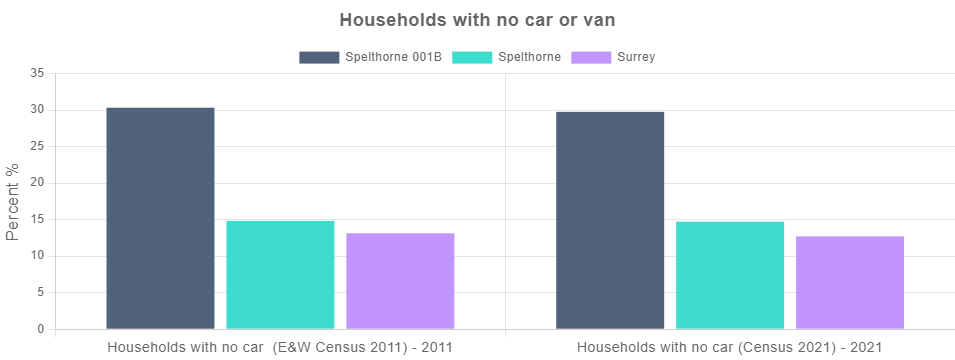 Households with no car or van
Spelthorne 001B Spelthorne Surrey
Percent %
35
30
25
20
15
10
5
0
Households with no car  (E&W Census 2011) - 2011 Households with no car (Census 2021) - 2021